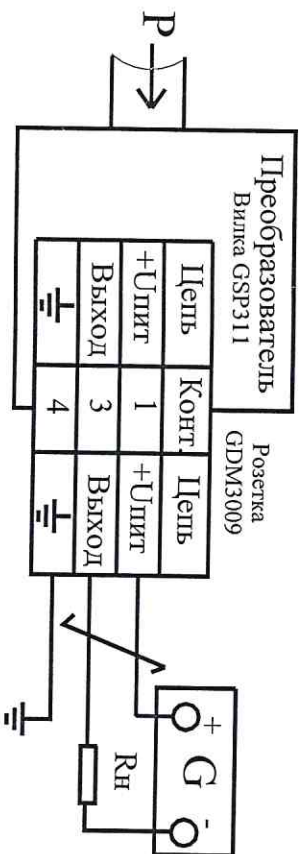 P
Преобразователь
Вилка GSP311
Розетка
GDM3009
Цепь Конт. Цепь
+Uпит 1 +Uпит
Выход 3 Выход
4
+ G -
Rн